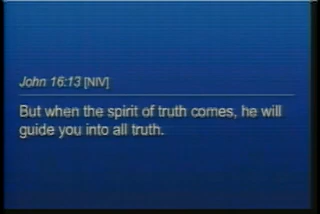 John 16:13 [NIV]
But when the spirit of truth comes, he will
guide you into all truth.